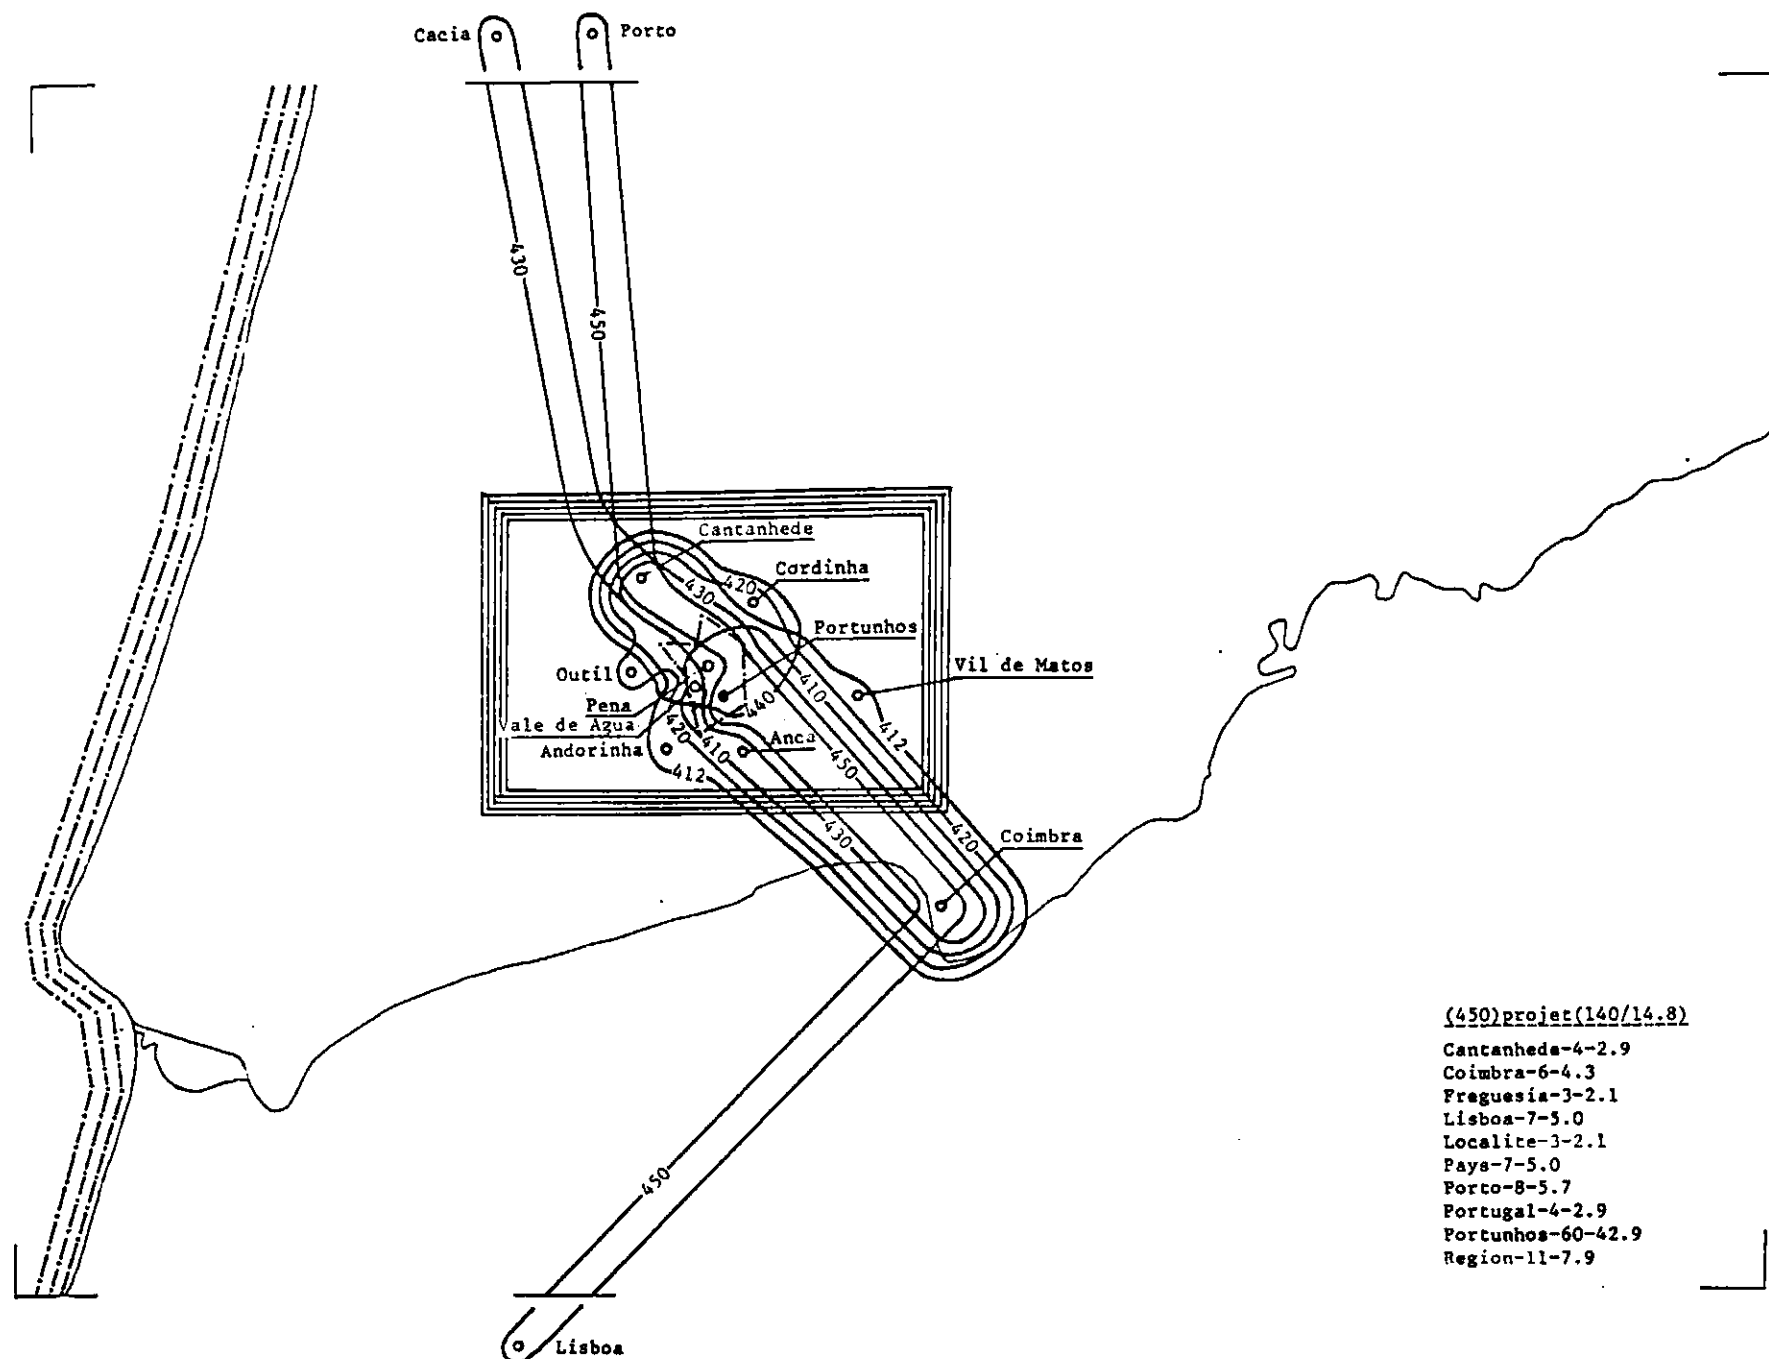 Cacia
Porto
430
450
Cantanhede
420
Cordinha
430
Portunhos
Outil
Vil de Matos
410
440
Pena
Vale de Agua
420
412
Andorinha
410
Anca
450
412
430
420
Coimbra
450
Lisboa
(450)projet(140/14.8)
Cantanhede-4-2.9
Coimbra-6-4.3
Freguesia-3-2.1
Lisboa-7-5.0
Localite-3-2.1
Pays-7-5.0
Porto-8-5.7
Portugal-4-2.9
Portunhos-60-42.9
Region-11-7.9